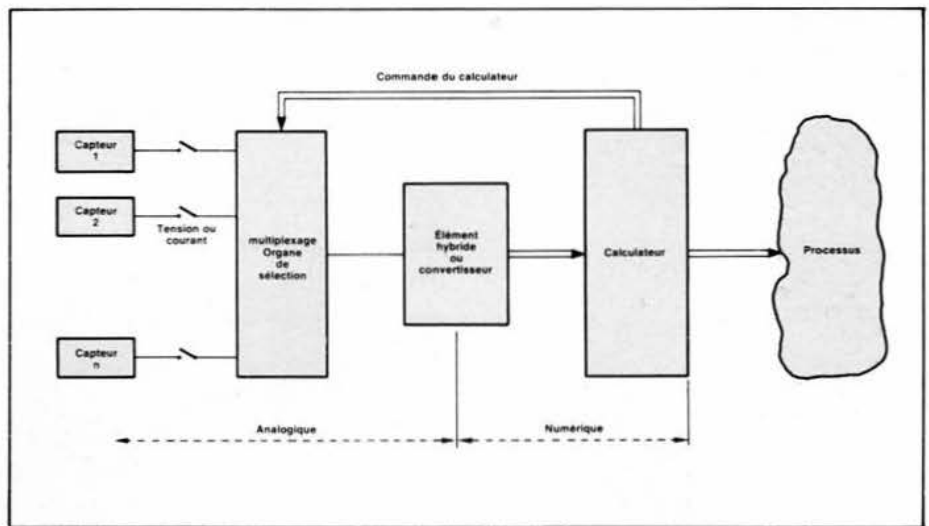 Commande du calculateur
Capteur
1
Capteur
2
Tension ou
courant
Capteur
n
multiplexage
Organe
de
sélection
Élément
hybride
ou
convertisseur
Calculateur
Processus
Analogique
Numérique